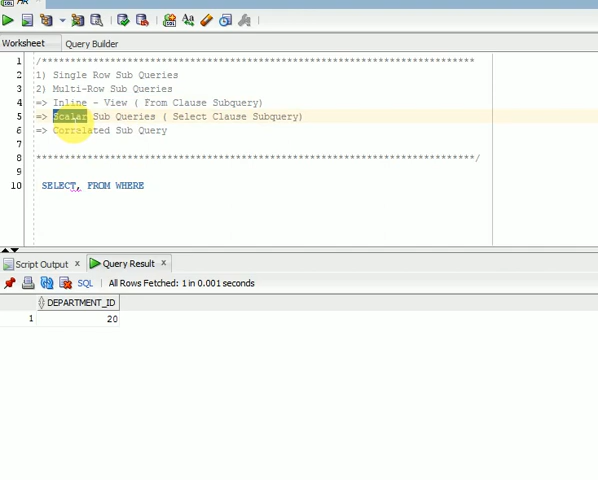 HR
Worksheet Query Builder
1 /*************************************************************************
2 1) Single Row Sub Queries
3 2) Multi-Row Sub Queries
4 => Inline - View ( From Clause Subquery)
5 => Scalar Sub Queries ( Select Clause Subquery)
6 => Correlated Sub Query
7
8 *************************************************************************/
9
10 SELECT, FROM WHERE
Script Output x Query Result x
SQL | All Rows Fetched: 1 in 0.001 seconds
DEPARTMENT_ID
1 20